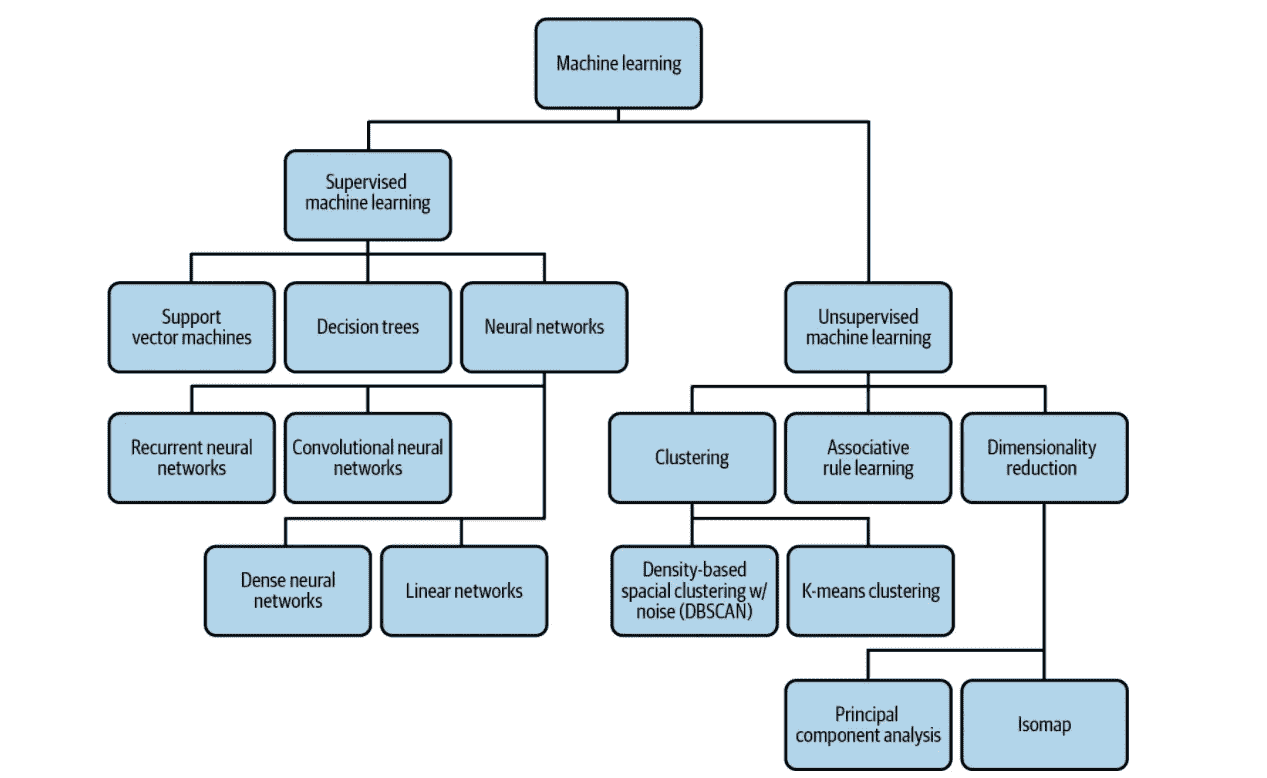 Machine learning
Supervised
machine learning
Support
vector machines
Decision trees
Neural networks
Unsupervised
machine learning
Recurrent neural
networks
Convolutional neural
networks
Clustering
Associative
rule learning
Dimensionality
reduction
Dense neural
networks
Linear networks
Density-based
spacial clustering w/
noise (DBSCAN)
K-means clustering
Principal
component analysis
Isomap